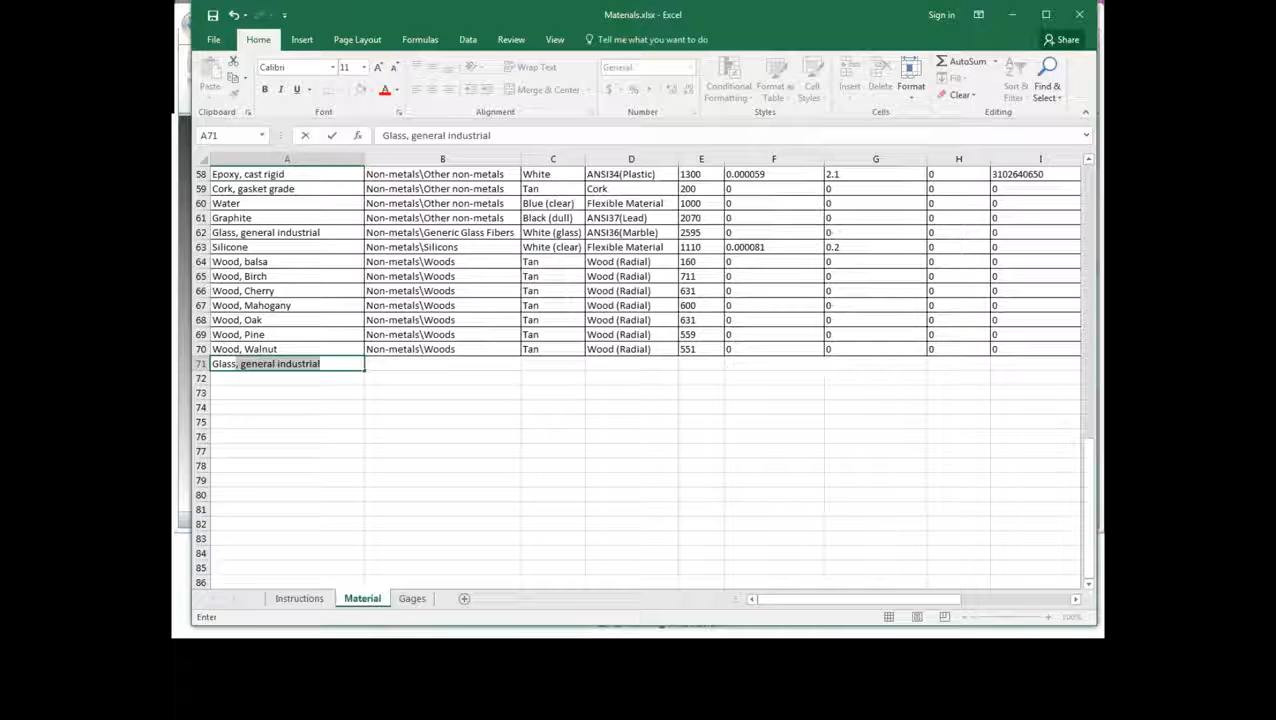 Materials.xlsx - Excel
Sign in
File Home Insert Page Layout Formulas Data Review View Tell me what you want to do Share
Paste Calibri 11 Wrap Text General Conditional Formatting Format as Table Cell Styles Insert Delete Format AutoSum Sort & Filter Find & Select
B I U Merge & Center $ % Fill Clear
Clipboard Font Alignment Number Styles Cells Editing
A71 fx Glass, general industrial
A B C D E F G H I
58 Epoxy, cast rigid Non-metals\Other non-metals White ANSI34(Plastic) 1300 0.000059 2.1 0 3102640650
59 Cork, gasket grade Non-metals\Other non-metals Tan Cork 200 0 0 0 0
60 Water Non-metals\Other non-metals Blue (clear) Flexible Material 1000 0 0 0 0
61 Graphite Non-metals\Other non-metals Black (dull) ANSI37(Lead) 2070 0 0 0 0
62 Glass, general industrial Non-metals\Generic Glass Fibers White (glass) ANSI36(Marble) 2595 0 0 0 0
63 Silicone Non-metals\Silicons White (clear) Flexible Material 1110 0.000081 0.2 0 0
64 Wood, balsa Non-metals\Woods Tan Wood (Radial) 160 0 0 0 0
65 Wood, Birch Non-metals\Woods Tan Wood (Radial) 711 0 0 0 0
66 Wood, Cherry Non-metals\Woods Tan Wood (Radial) 631 0 0 0 0
67 Wood, Mahogany Non-metals\Woods Tan Wood (Radial) 600 0 0 0 0
68 Wood, Oak Non-metals\Woods Tan Wood (Radial) 631 0 0 0 0
69 Wood, Pine Non-metals\Woods Tan Wood (Radial) 559 0 0 0 0
70 Wood, Walnut Non-metals\Woods Tan Wood (Radial) 551 0 0 0 0
71 Glass, general industrial
72
73
74
75
76
77
78
79
80
81
82
83
84
85
86
Instructions Material Gages
Enter 100%